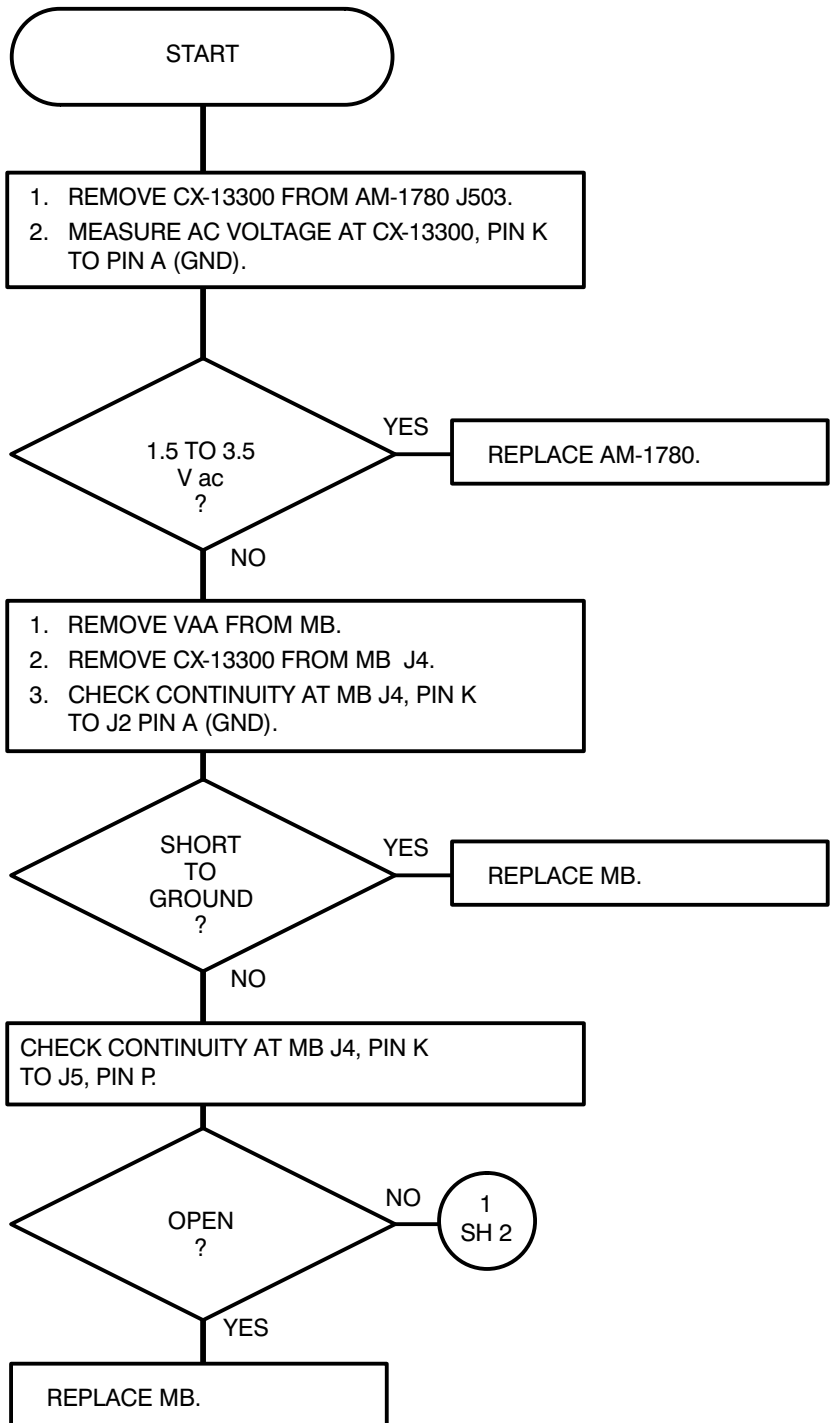 START
1. REMOVE CX-13300 FROM AM-1780 J503.
2. MEASURE AC VOLTAGE AT CX-13300, PIN K
TO PIN A (GND).
1.5 TO 3.5
V ac
?
YES
REPLACE AM-1780.
NO
1. REMOVE VAA FROM MB.
2. REMOVE CX-13300 FROM MB J4.
3. CHECK CONTINUITY AT MB J4, PIN K
TO J2 PIN A (GND).
SHORT
TO
GROUND
?
YES
REPLACE MB.
NO
CHECK CONTINUITY AT MB J4, PIN K
TO J5, PIN P.
OPEN
?
NO
1
SH 2
YES
REPLACE MB.